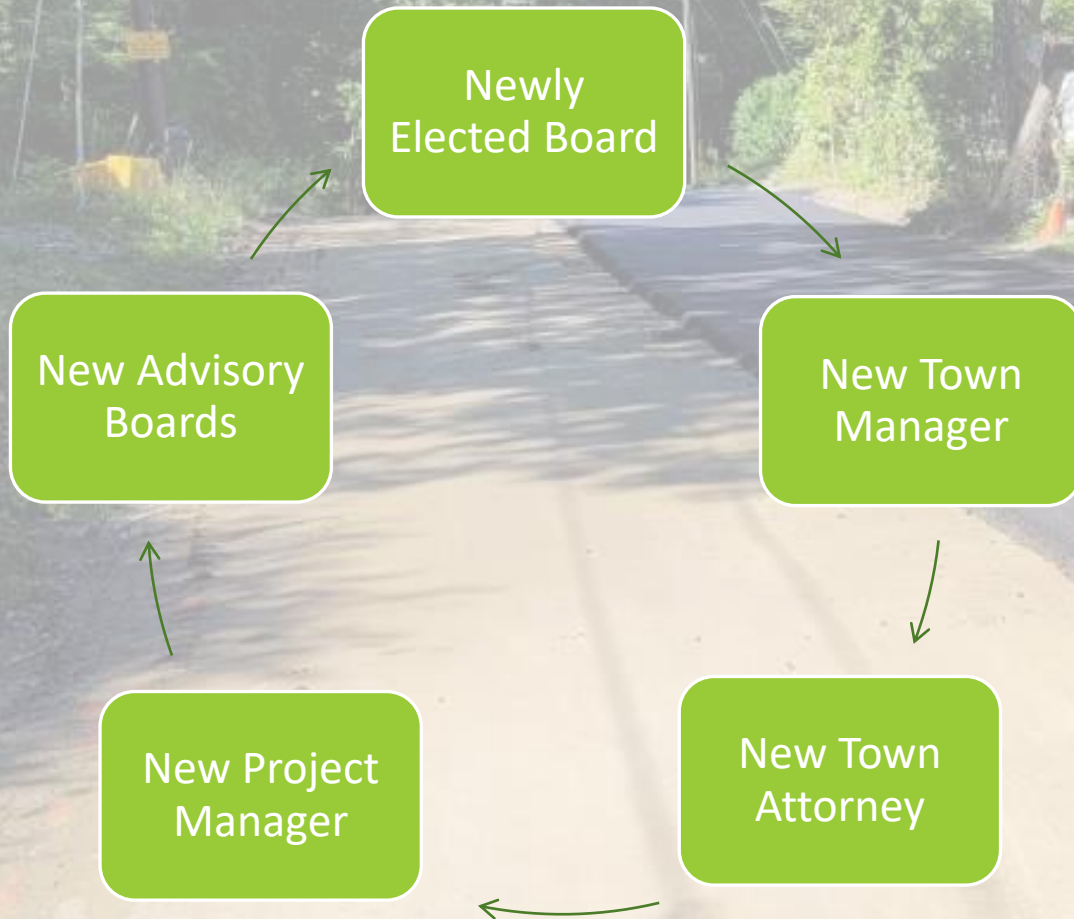 Newly
Elected Board
New Town
Manager
New Town
Attorney
New Project
Manager
New Advisory
Boards